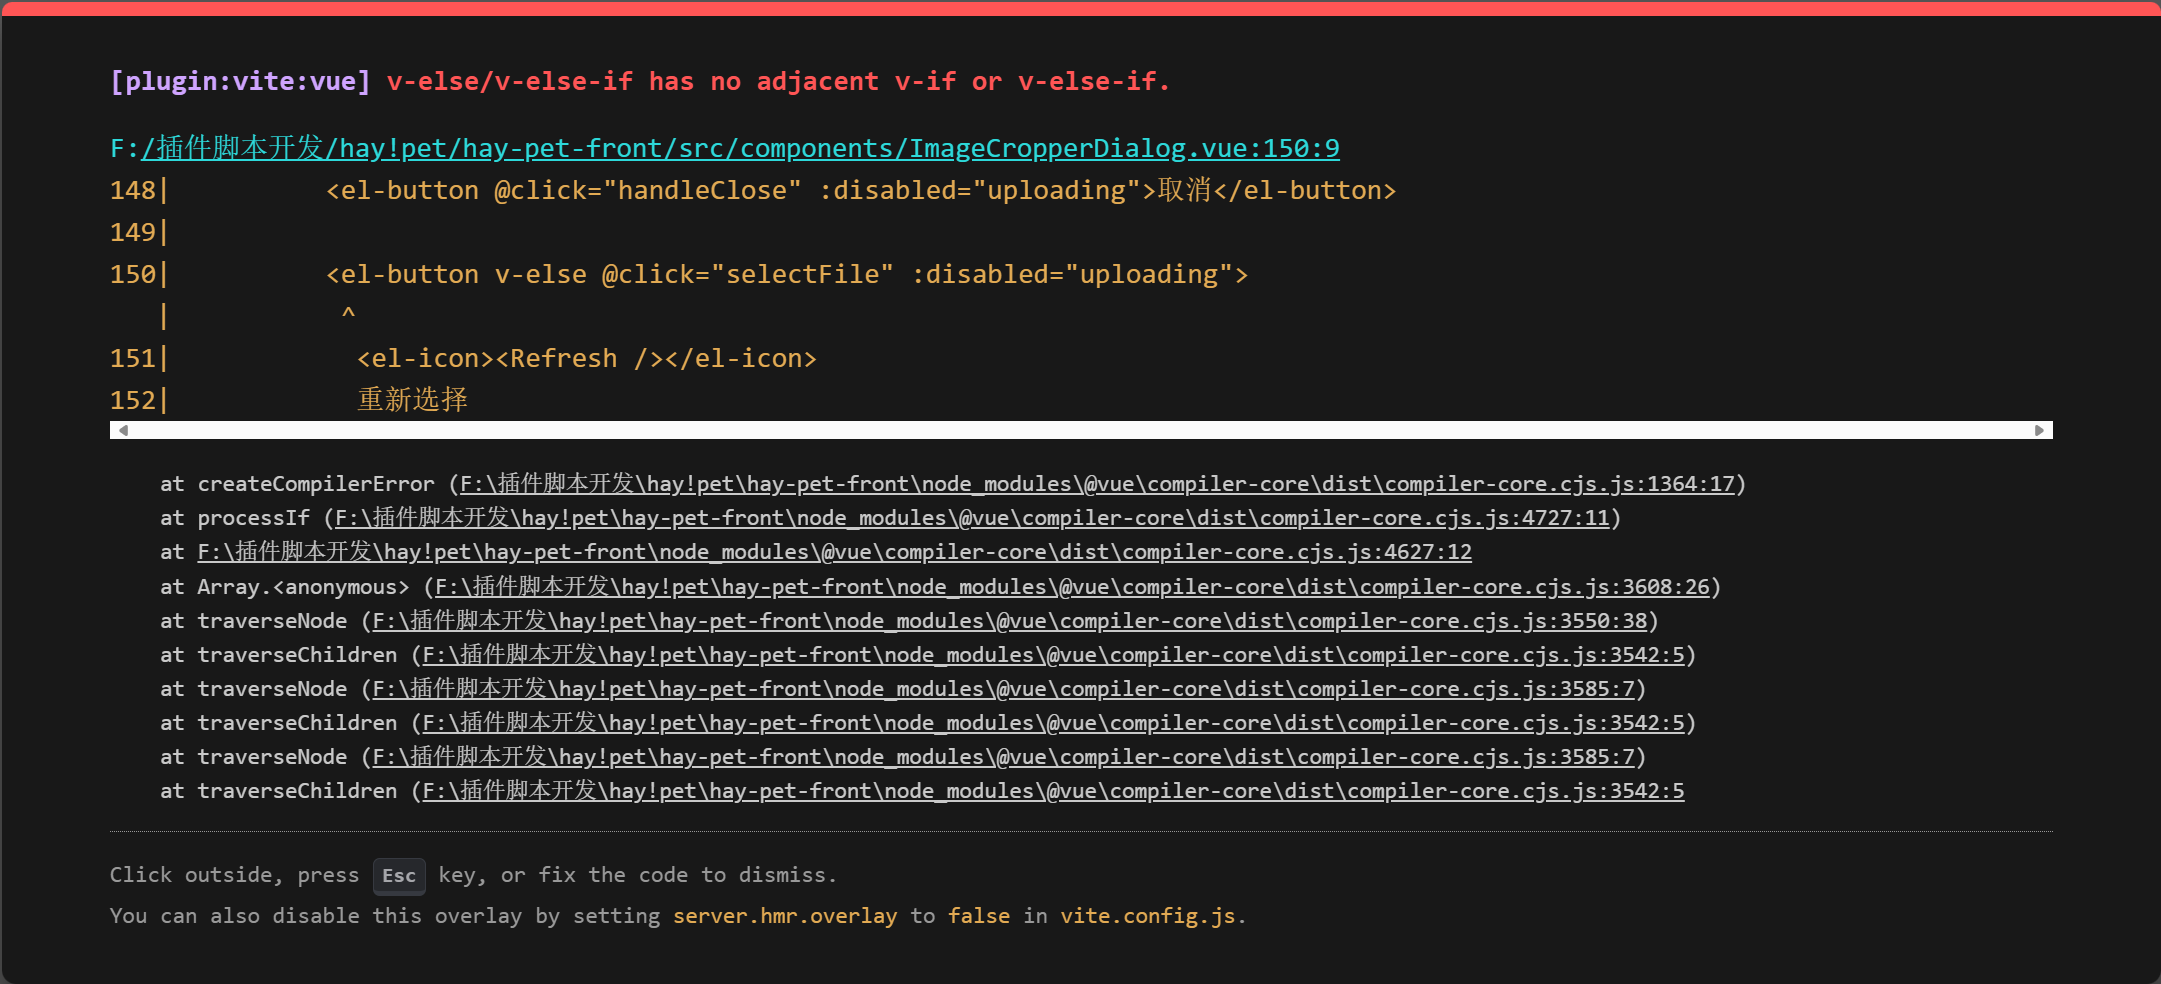 [plugin:vite:vue] v-else/v-else-if has no adjacent v-if or v-else-if.
F:/插件脚本开发/hay!pet/hay-pet-front/src/components/ImageCropperDialog.vue:150:9
148|          <el-button @click="handleClose" :disabled="uploading">取消</el-button>
149|
150|          <el-button v-else @click="selectFile" :disabled="uploading">
   |           ^
151|            <el-icon><Refresh /></el-icon>
152|            重新选择
at createCompilerError (F:\插件脚本开发\hay!pet\hay-pet-front\node_modules\@vue\compiler-core\dist\compiler-core.cjs.js:1364:17)
at processIf (F:\插件脚本开发\hay!pet\hay-pet-front\node_modules\@vue\compiler-core\dist\compiler-core.cjs.js:4727:11)
at F:\插件脚本开发\hay!pet\hay-pet-front\node_modules\@vue\compiler-core\dist\compiler-core.cjs.js:4627:12
at Array.<anonymous> (F:\插件脚本开发\hay!pet\hay-pet-front\node_modules\@vue\compiler-core\dist\compiler-core.cjs.js:3608:26)
at traverseNode (F:\插件脚本开发\hay!pet\hay-pet-front\node_modules\@vue\compiler-core\dist\compiler-core.cjs.js:3550:38)
at traverseChildren (F:\插件脚本开发\hay!pet\hay-pet-front\node_modules\@vue\compiler-core\dist\compiler-core.cjs.js:3542:5)
at traverseNode (F:\插件脚本开发\hay!pet\hay-pet-front\node_modules\@vue\compiler-core\dist\compiler-core.cjs.js:3585:7)
at traverseChildren (F:\插件脚本开发\hay!pet\hay-pet-front\node_modules\@vue\compiler-core\dist\compiler-core.cjs.js:3542:5)
at traverseNode (F:\插件脚本开发\hay!pet\hay-pet-front\node_modules\@vue\compiler-core\dist\compiler-core.cjs.js:3585:7)
at traverseChildren (F:\插件脚本开发\hay!pet\hay-pet-front\node_modules\@vue\compiler-core\dist\compiler-core.cjs.js:3542:5
Click outside, press Esc key, or fix the code to dismiss.
You can also disable this overlay by setting server.hmr.overlay to false in vite.config.js.